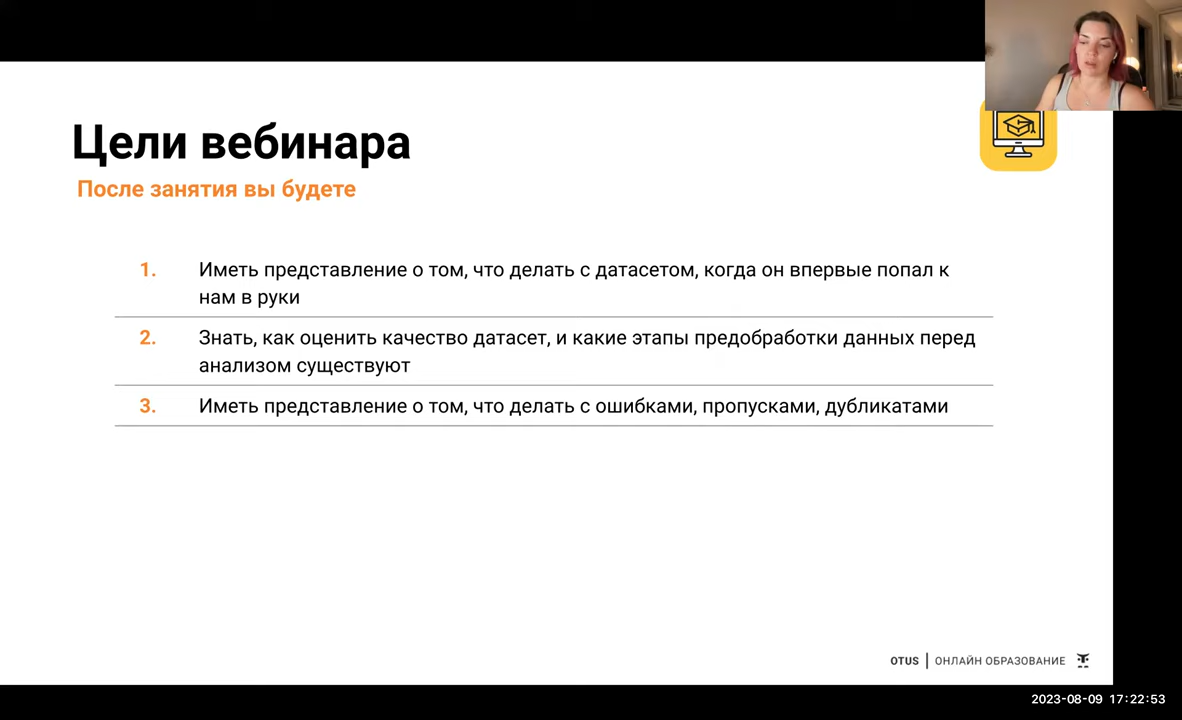 Цели вебинара
После занятия вы будете
1. Иметь представление о том, что делать с датасетом, когда он впервые попал к
нам в руки
2. Знать, как оценить качество датасет, и какие этапы предобработки данных перед
анализом существуют
3. Иметь представление о том, что делать с ошибками, пропусками, дубликатами
OTUS | ОНЛАЙН ОБРАЗОВАНИЕ
2023-08-09 17:22:53